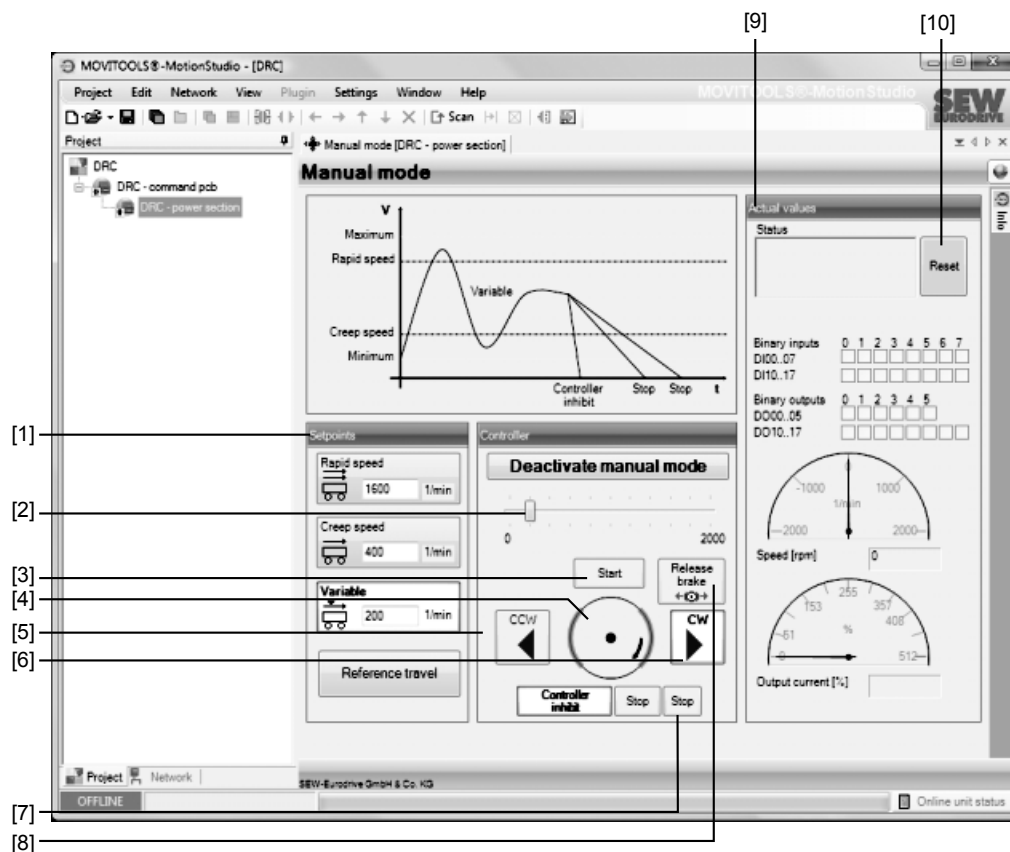 [9]
[10]
MOVITOOLS®-MotionStudio - [DRC]
Project Edit Network View Plugin Settings Window Help
MOVITOOLS®-MotionStudio
SEW
EURODRIVE
Scan
Project
Manual mode [DRC - power section]
DRC
DRC - command pcb
DRC - power section
Manual mode
Info
V
Maximum
Rapid speed
Variable
Creep speed
Minimum
Controller inhibit
Stop
Stop
t
Actual values
Status
Reset
Binary inputs 0 1 2 3 4 5 6 7
DI00..07
DI10..17
Binary outputs 0 1 2 3 4 5
DO00..05
DO10..17
0
-1000 1000
1/min
-2000 2000
Speed [rpm] 0
255
153 357
408
61 %
0 512
Output current [%]
[1]
Setpoints
Rapid speed
1600 1/min
Creep speed
400 1/min
Variable
200 1/min
Reference travel
Controller
Deactivate manual mode
[2]
0 2000
[3]
Start
Release brake
[4]
[5]
CCW
CW
[6]
Controller inhibit
Stop
Stop
Project Network
SEW-Eurodrive GmbH & Co. KG
OFFLINE
Online unit status
[7]
[8]